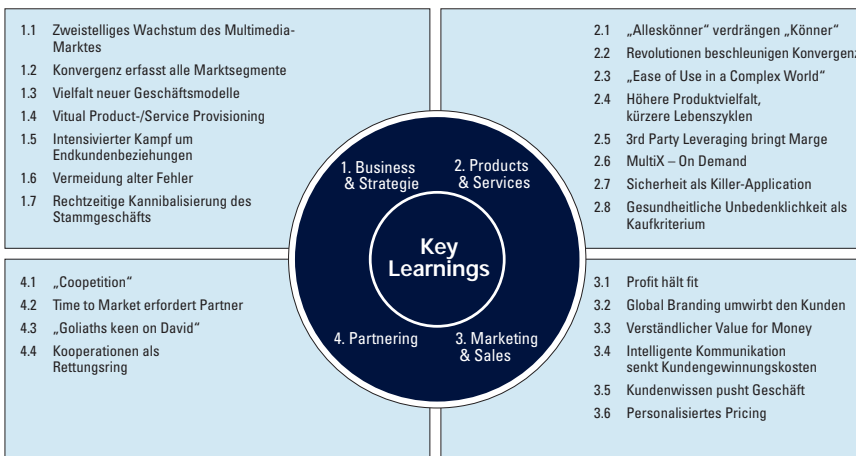 1.1 Zweistelliges Wachstum des Multimedia-
Marktes
1.2 Konvergenz erfasst alle Marktsegmente
1.3 Vielfalt neuer Geschäftsmodelle
1.4 Vitual Product-/Service Provisioning
1.5 Intensivierter Kampf um
Endkundenbeziehungen
1.6 Vermeidung alter Fehler
1.7 Rechtzeitige Kannibalisierung des
Stammgeschäfts
2.1 „Alleskönner“ verdrängen „Könner“
2.2 Revolutionen beschleunigen Konvergenz
2.3 „Ease of Use in a Complex World“
2.4 Höhere Produktvielfalt,
kürzere Lebenszyklen
2.5 3rd Party Leveraging bringt Marge
2.6 MultiX – On Demand
2.7 Sicherheit als Killer-Application
2.8 Gesundheitliche Unbedenklichkeit als
Kaufkriterium
1. Business
& Strategie
2. Products
& Services
Key
Learnings
4. Partnering
3. Marketing
& Sales
4.1 „Coopetition“
4.2 Time to Market erfordert Partner
4.3 „Goliaths keen on David“
4.4 Kooperationen als
Rettungsring
3.1 Profit hält fit
3.2 Global Branding umwirbt den Kunden
3.3 Verständlicher Value for Money
3.4 Intelligente Kommunikation
senkt Kundengewinnungskosten
3.5 Kundenwissen pusht Geschäft
3.6 Personalisiertes Pricing